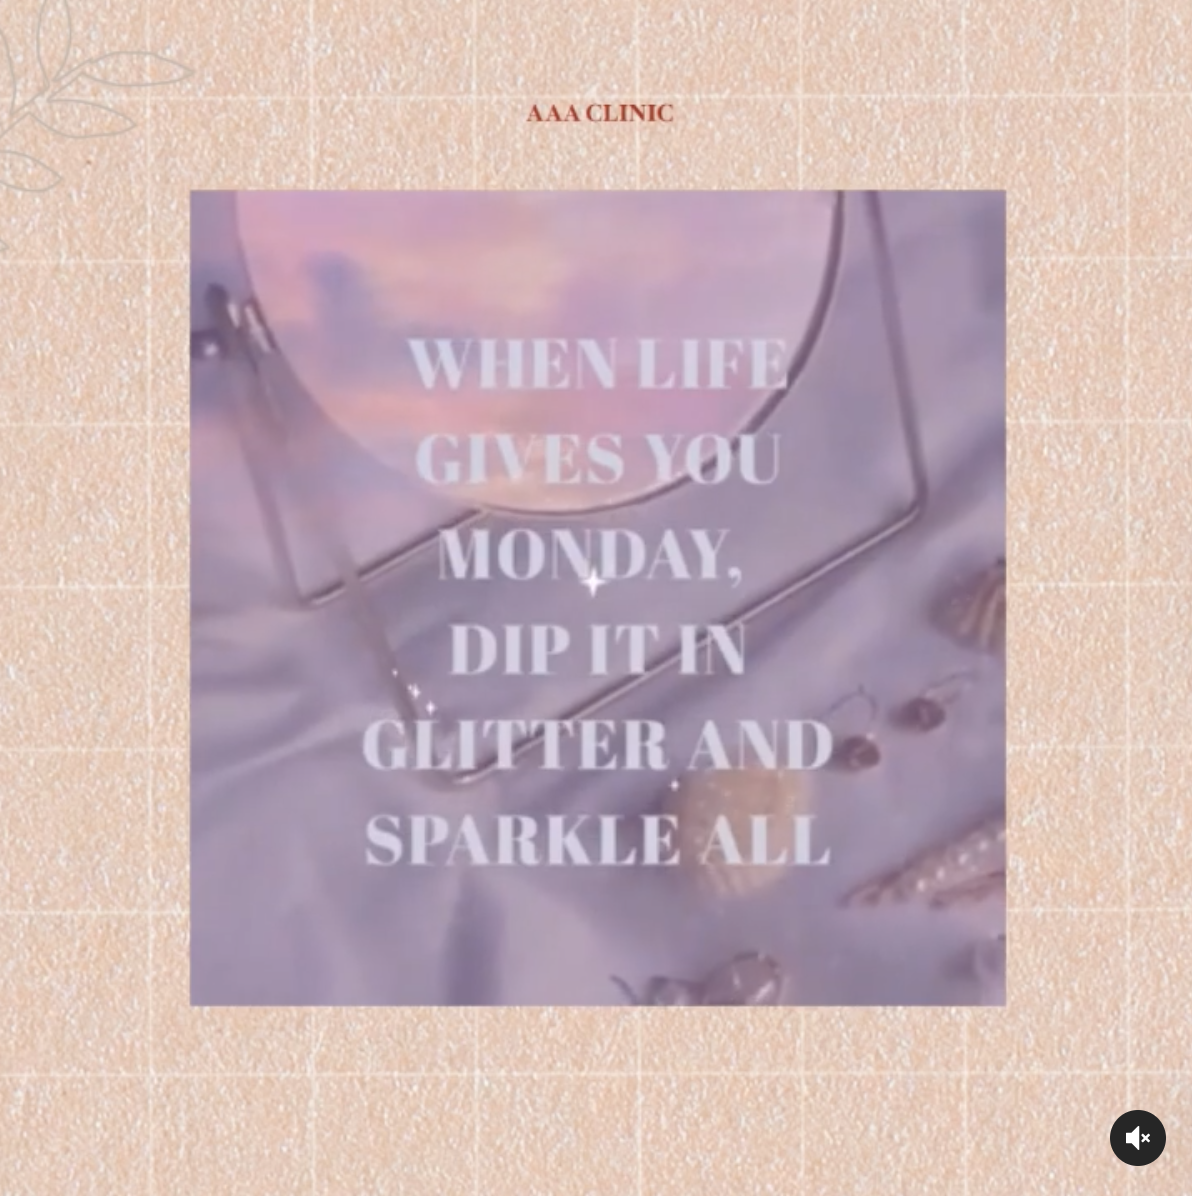 AAA CLINIC
WHEN LIFE
GIVES YOU
MONDAY,
DIP IT IN
GLITTER AND
SPARKLE ALL